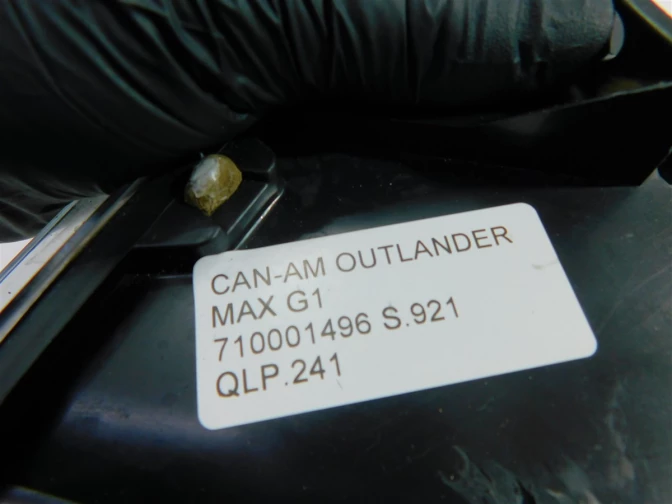 CAN-AM OUTLANDER
MAX G1
710001496 S.921
QLP.241